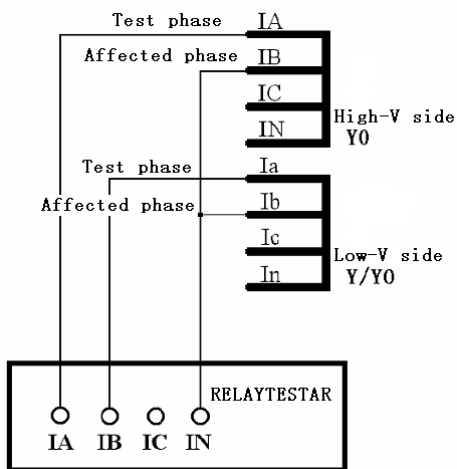 Test phase IA
Affected phase IB
IC
High-V side
IN
Y0
Test phase Ia
Affected phase Ib
Ic
Low-V side
In
Y/Y0
RELAYTESTAR
IA IB IC IN